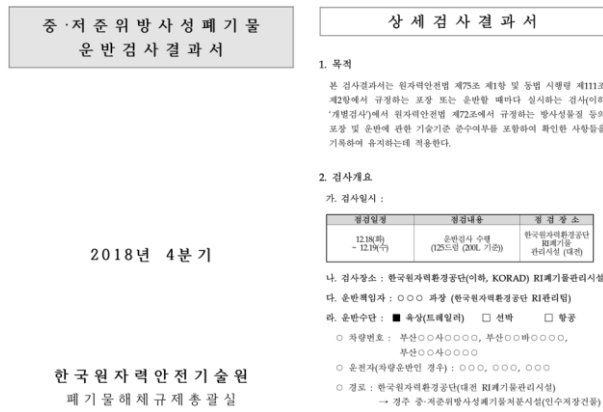 중·저준위방사성폐기물
운반검사결과서
2018년 4분기
한국원자력안전기술원
폐기물해체규제총괄실
상 세 검 사 결 과 서
1. 목적
본 검사결과서는 원자력안전법 제75조 제1항 및 동법 시행령 제111조
제2항에서 규정하는 포장 또는 운반할 때마다 실시하는 검사(이하
'개별검사')에서 원자력안전법 제72조에서 규정하는 방사성물질 등의
포장 및 운반에 관한 기술기준 준수여부를 포함하여 확인한 사항들을
기록하여 유지하는데 적용한다.
2. 검사개요
가. 검사일시 :
점검일정 점검내용 점 검 장 소
12.18(화)
~ 12.19(수)
운반검사 수행
(125드럼 (200L 기준))
한국원자력환경공단
RI폐기물
관리시설 (대전)
나. 검사장소 : 한국원자력환경공단(이하, KORAD) RI폐기물관리시설
다. 운반책임자 : ○○○ 과장 (한국원자력환경공단 RI관리팀)
라. 운반수단 : ■ 육상(트레일러) □ 선박 □ 항공
○ 차량번호 : 부산○○사○○○○, 부산○○바○○○○,
부산○○사○○○○
○ 운전자(차량운반인 경우) : ○○○, ○○○, ○○○
○ 경로 : 한국원자력환경공단(대전 RI폐기물관리시설)
→ 경주 중·저준위방사성폐기물처분시설(인수저장건물)